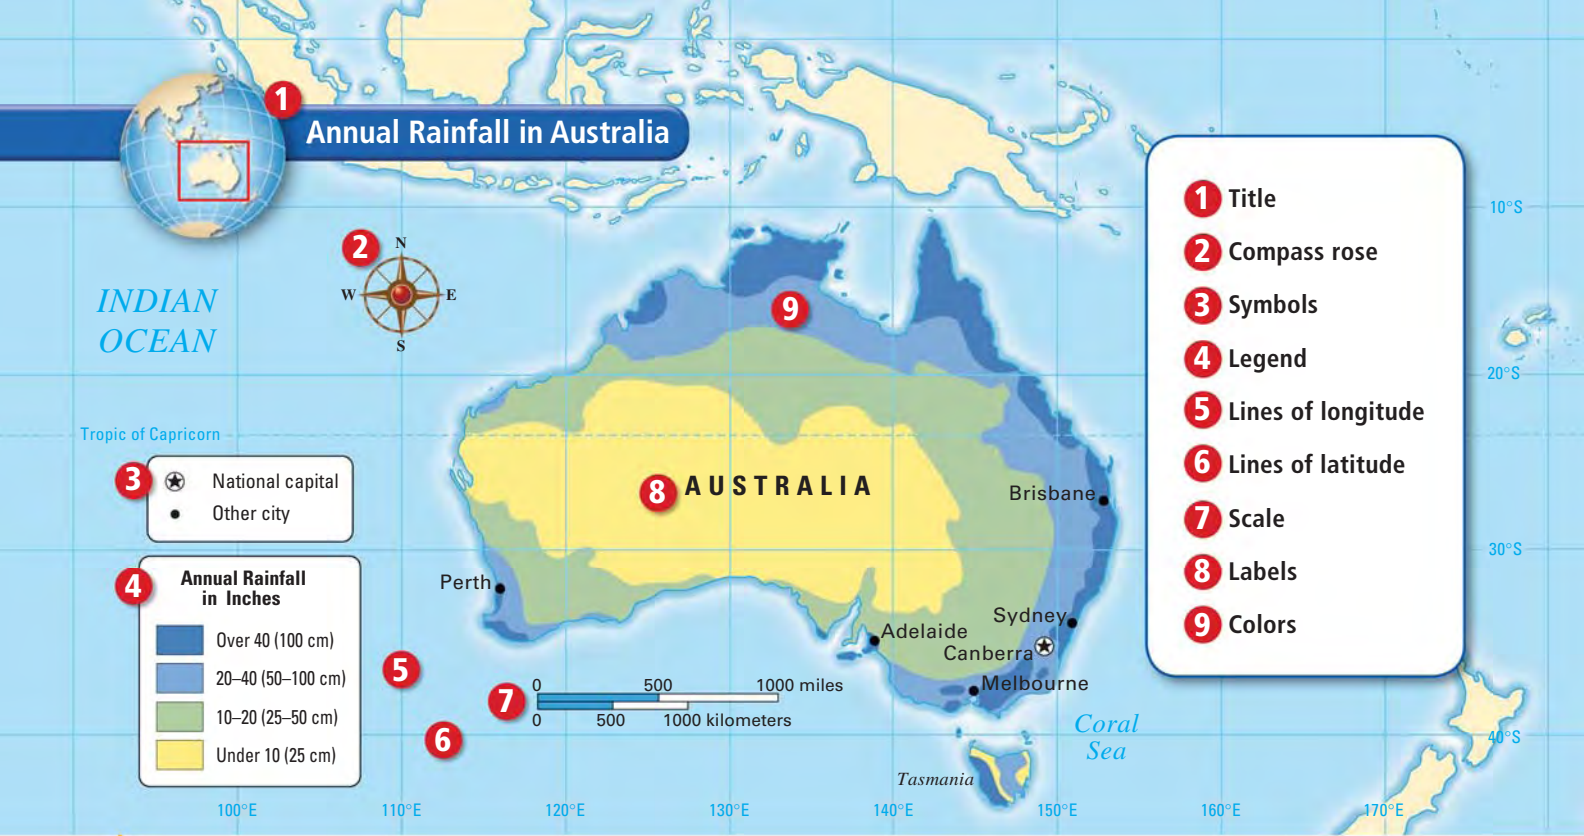 1
Annual Rainfall in Australia
1 Title
2 Compass rose
3 Symbols
4 Legend
5 Lines of longitude
6 Lines of latitude
7 Scale
8 Labels
9 Colors
10°S
20°S
30°S
40°S
2
N
W
E
S
INDIAN
OCEAN
9
Tropic of Capricorn
3
National capital
Other city
4
Annual Rainfall
in Inches
Over 40 (100 cm)
20–40 (50–100 cm)
10–20 (25–50 cm)
Under 10 (25 cm)
8
AUSTRALIA
Brisbane
Perth
Sydney
Adelaide
Canberra
Melbourne
5
7
0 500 1000 miles
0 500 1000 kilometers
6
Coral
Sea
Tasmania
100°E 110°E 120°E 130°E 140°E 150°E 160°E 170°E